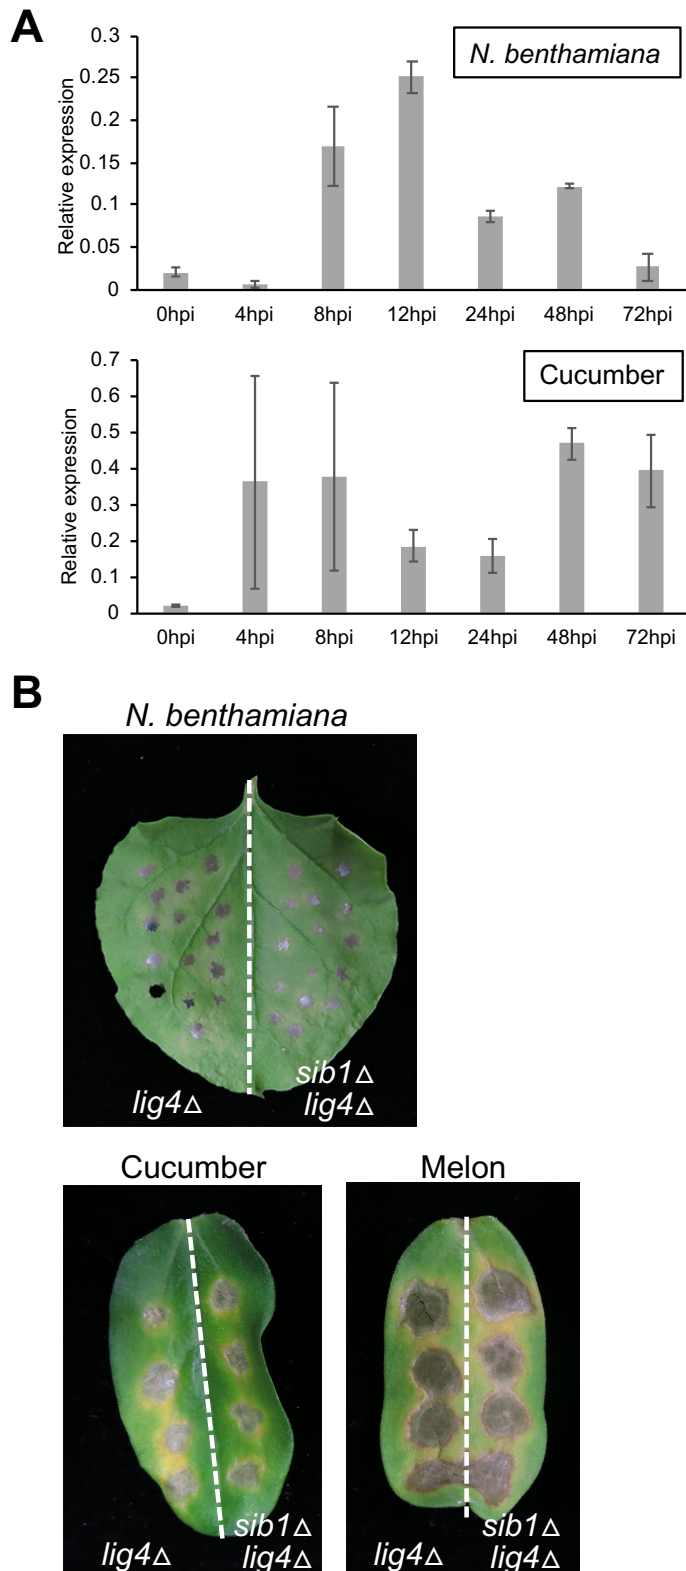 A
N. benthamiana
Relative expression
0.3
0.25
0.2
0.15
0.1
0.05
0
0hpi 4hpi 8hpi 12hpi 24hpi 48hpi 72hpi
Cucumber
Relative expression
0.7
0.6
0.5
0.4
0.3
0.2
0.1
0
0hpi 4hpi 8hpi 12hpi 24hpi 48hpi 72hpi
B
N. benthamiana
lig4Δ
sib1Δ
lig4Δ
Cucumber
lig4Δ
sib1Δ
lig4Δ
Melon
lig4Δ
sib1Δ
lig4Δ